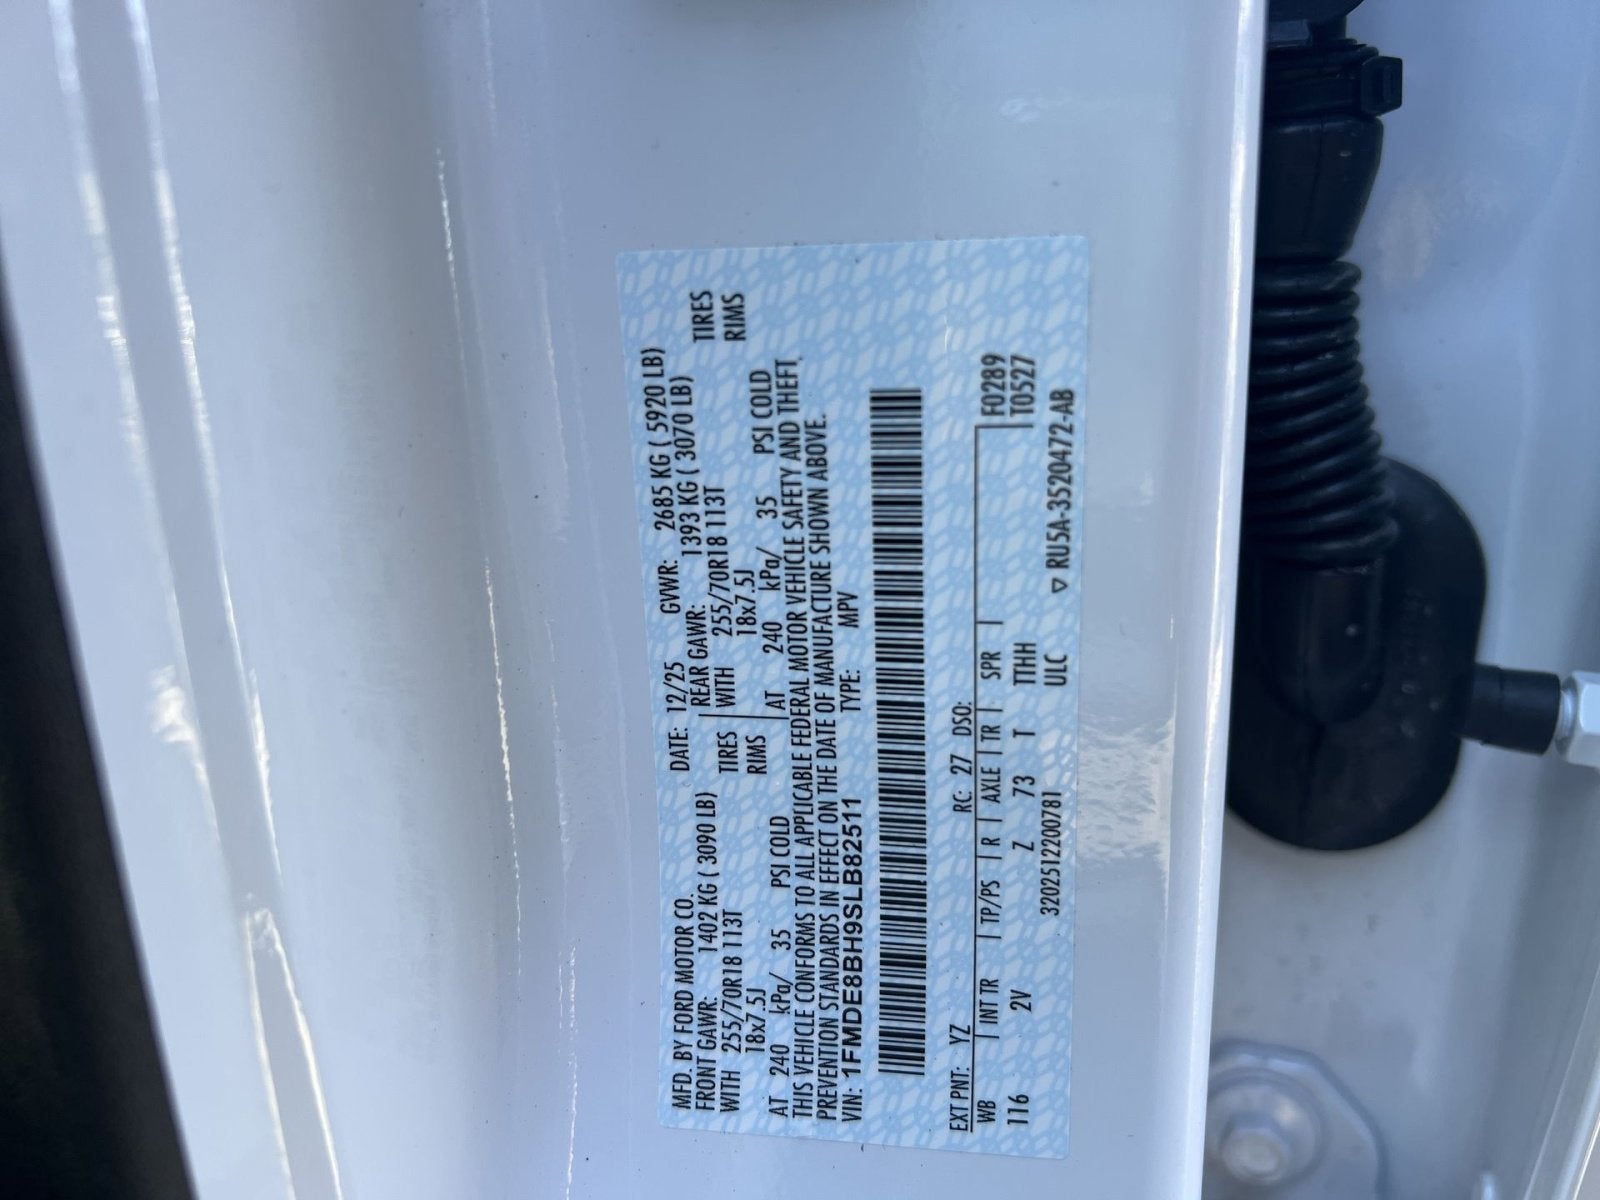 MFD. BY FORD MOTOR CO. DATE: 12/25 GVWR: 2685 KG ( 5920 LB)
FRONT GAWR: 1402 KG ( 3090 LB) REAR GAWR: 1393 KG ( 3070 LB)
WITH 255/70R18 113T TIRES WITH 255/70R18 113T TIRES
18x7.5J RIMS 18x7.5J RIMS
AT 240 kPa/ 35 PSI COLD AT 240 kPa/ 35 PSI COLD
THIS VEHICLE CONFORMS TO ALL APPLICABLE FEDERAL MOTOR VEHICLE SAFETY AND THEFT
PREVENTION STANDARDS IN EFFECT ON THE DATE OF MANUFACTURE SHOWN ABOVE.
VIN: 1FMDE8BH9SLB82511 TYPE: MPV
EXT PNT: YZ RC: 27 DSO: F0289
WB INT TR TP/PS R AXLE TR SPR T0527
116 2V Z 73 T TTHH
3202512200781 ULC ▽ RU5A-3520472-AB